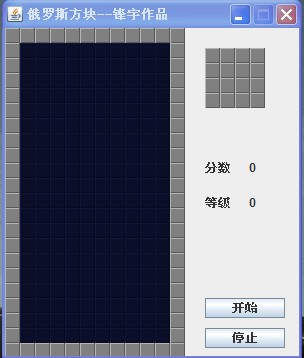 俄罗斯方块--锋宇作品
分数 0
等级 0
开始
停止